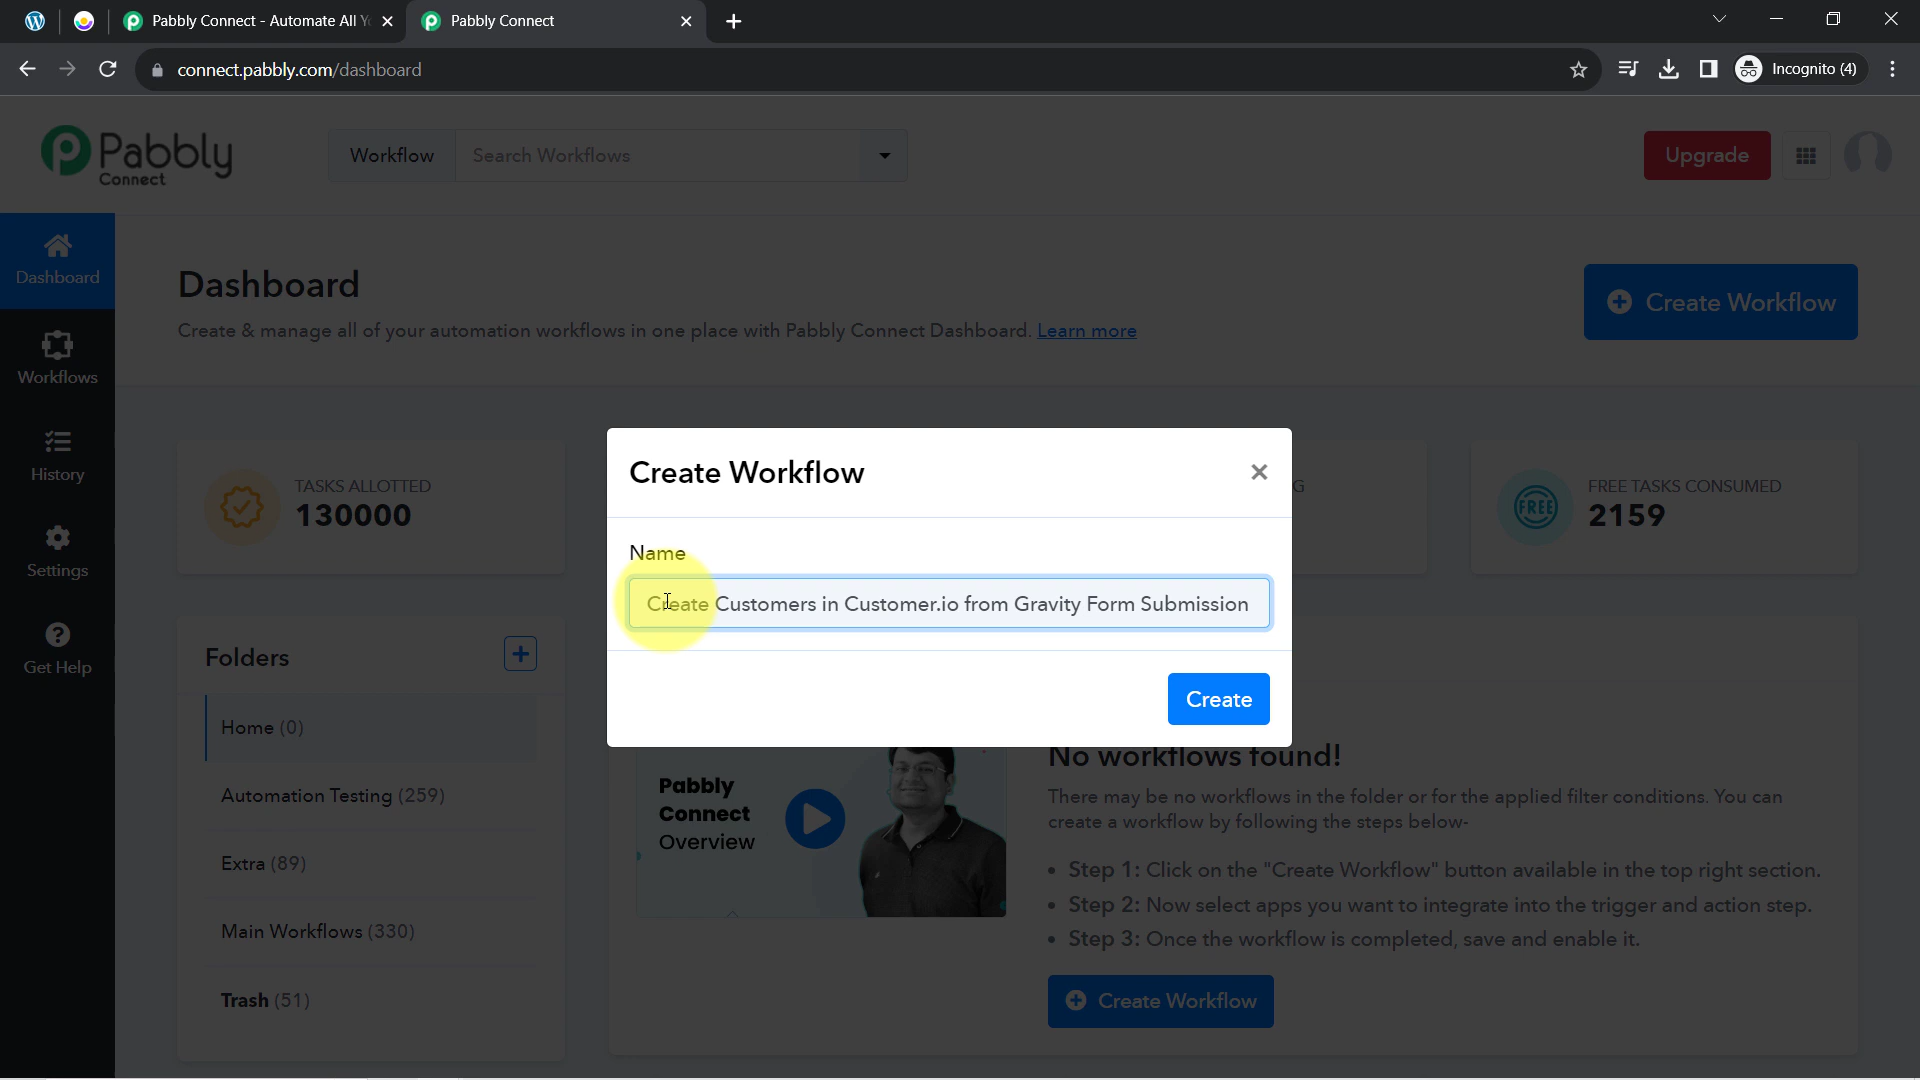 Pabbly Connect - Automate All Y
Pabbly Connect
connect.pabbly.com/dashboard
Incognito (4)
Pabbly
Connect
Workflow
Search Workflows
Upgrade
Dashboard
Workflows
History
Settings
Get Help
Dashboard
Create & manage all of your automation workflows in one place with Pabbly Connect Dashboard. Learn more
Create Workflow
TASKS ALLOTTED
130000
G
FREE TASKS CONSUMED
2159
FREE
Create Workflow
Name
Create Customers in Customer.io from Gravity Form Submission
Create
Folders
Home (0)
Automation Testing (259)
Extra (89)
Main Workflows (330)
Trash (51)
Pabbly
Connect
Overview
No workflows found!
There may be no workflows in the folder or for the applied filter conditions. You can
create a workflow by following the steps below-
• Step 1: Click on the "Create Workflow" button available in the top right section.
• Step 2: Now select apps you want to integrate into the trigger and action step.
• Step 3: Once the workflow is completed, save and enable it.
Create Workflow